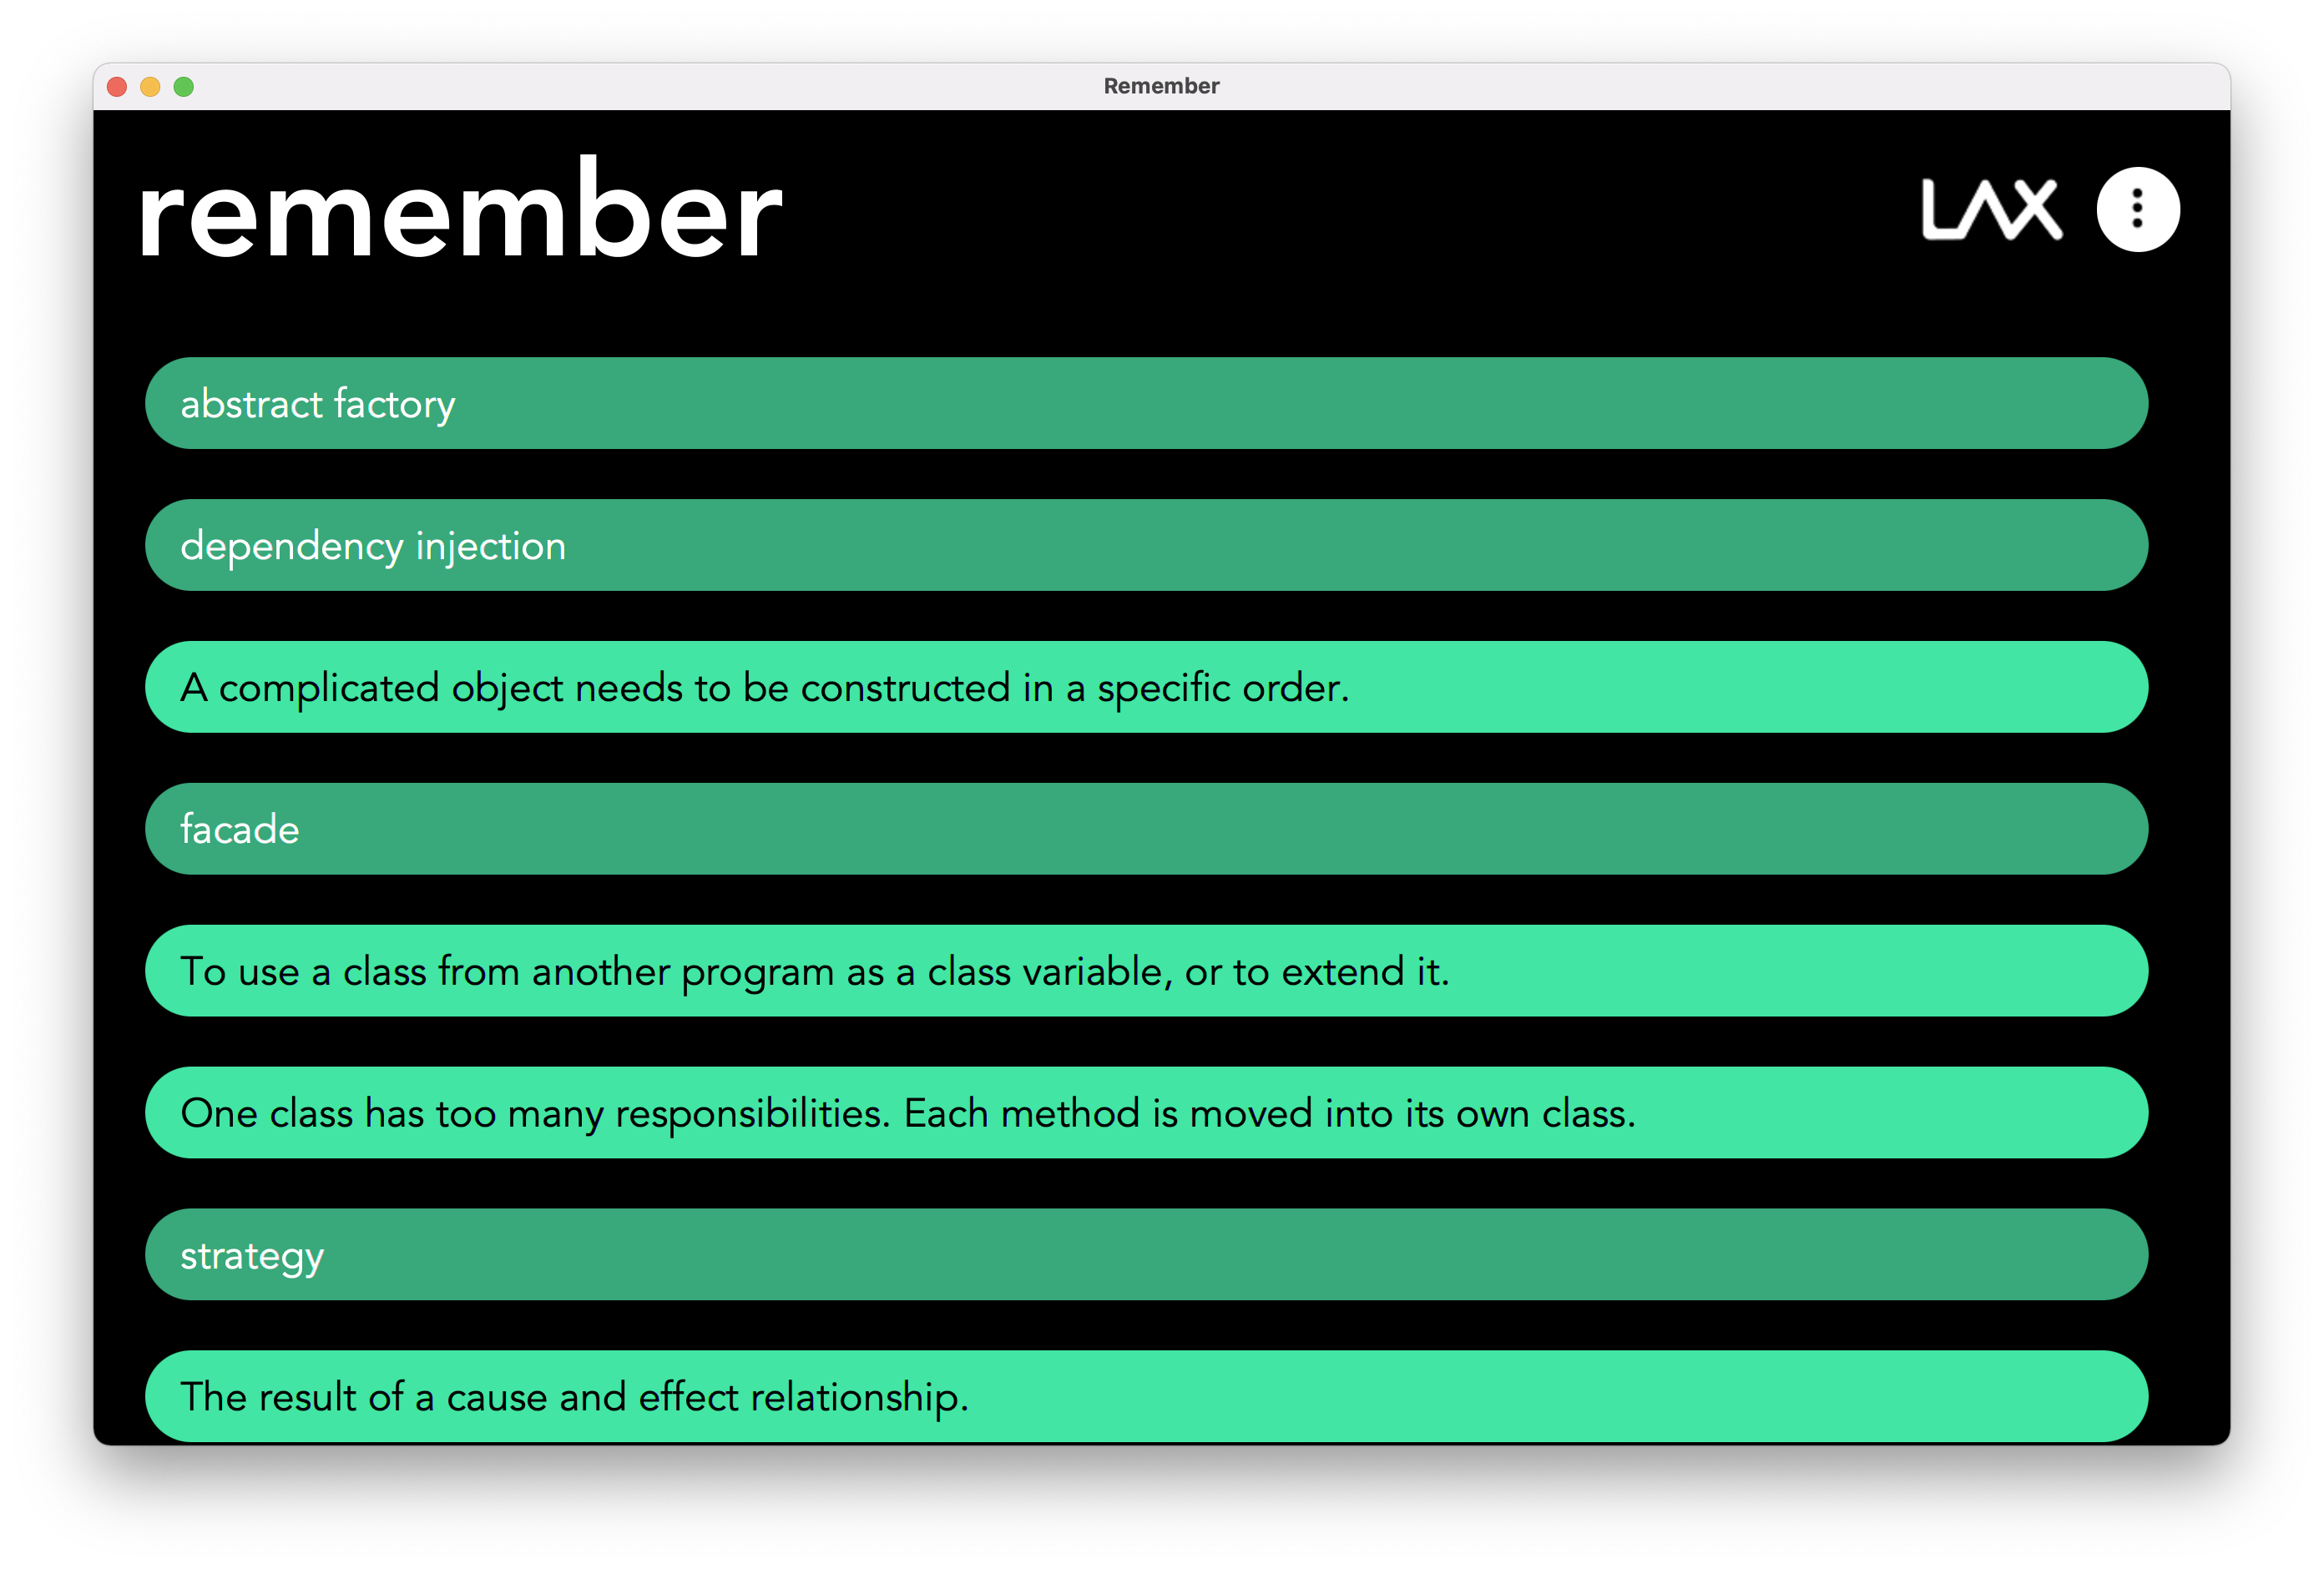 Remember
remember
LAX
abstract factory
dependency injection
A complicated object needs to be constructed in a specific order.
facade
To use a class from another program as a class variable, or to extend it.
One class has too many responsibilities. Each method is moved into its own class.
strategy
The result of a cause and effect relationship.